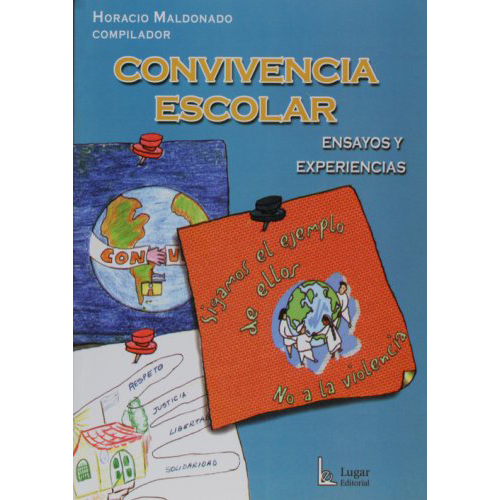 HORACIO MALDONADO
COMPILADOR
CONVIVENCIA
ESCOLAR
ENSAYOS Y
EXPERIENCIAS
CON V
Sigamos el ejemplo
de ellos
No a la violencia
RESPETO
JUSTICIA
LIBERTAD
SOLIDARIDAD
Lugar
Editorial